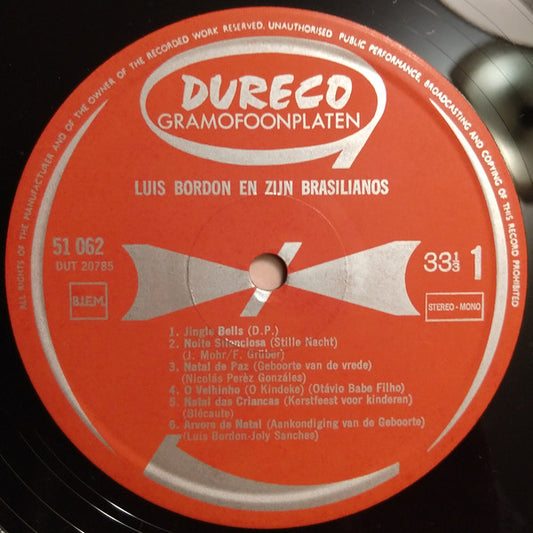 ALL RIGHTS OF THE MANUFACTURER AND OF THE OWNER OF THE RECORDED WORK RESERVED. UNAUTHORISED PUBLIC PERFORMANCE, BROADCASTING AND COPYING OF THIS RECORD PROHIBITED
DURECO
GRAMOFOONPLATEN
LUIS BORDON EN ZIJN BRASILIANOS
51 062
DUT 20785
B.I.E.M.
33⅓ 1
STEREO - MONO
1. Jingle Bells (D.P.)
2. Noite Silenciosa (Stille Nacht)
(J. Mohr/F. Grüber)
3. Natal de Paz (Geboorte van de vrede)
(Nicolás Peréz Gonzáles)
4. O Velhinho (O Kindeke) (Otávio Babe Filho)
5. Natal das Criancas (Kerstfeest voor kinderen)
(Blécaute)
6. Arvore de Natal (Aankondiging van de Geboorte)
(Luis Bordon-Joly Sanches)